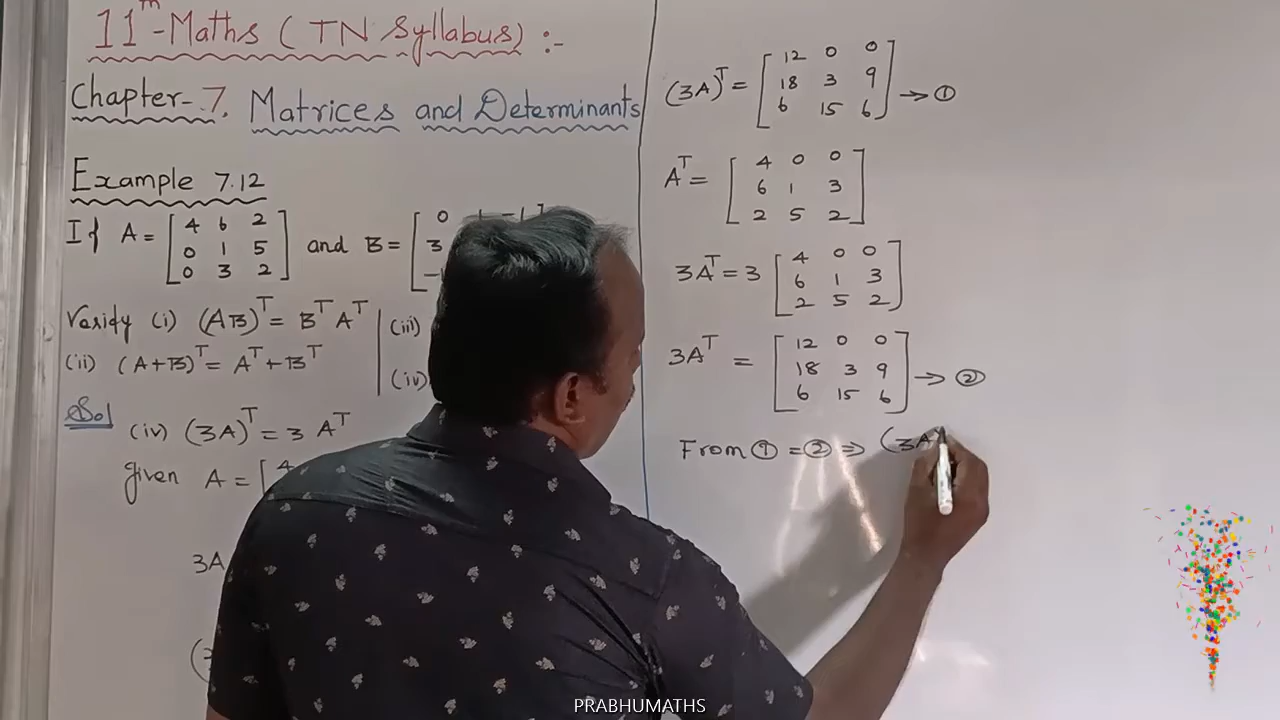 11th-Maths (TN Syllabus) :-
Chapter-7. Matrices and Determinants
Example 7.12
If A = [ 4 6 2
0 1 5
0 3 2 ] and B = [ 0 1 -1
3
-1
Verify (i) (AB)^T = B^T A^T | (iii)
(ii) (A+B)^T = A^T + B^T | (iv)
Sol
(iv) (3A)^T = 3 A^T
given A = [ 4
3A
(3A)^T = [ 12 0 0
18 3 9
6 15 6 ] → ①
A^T = [ 4 0 0
6 1 3
2 5 2 ]
3A^T = 3 [ 4 0 0
6 1 3
2 5 2 ]
3A^T = [ 12 0 0
18 3 9
6 15 6 ] → ②
From ① = ② ⇒ (3A)
PRABHUMATHS